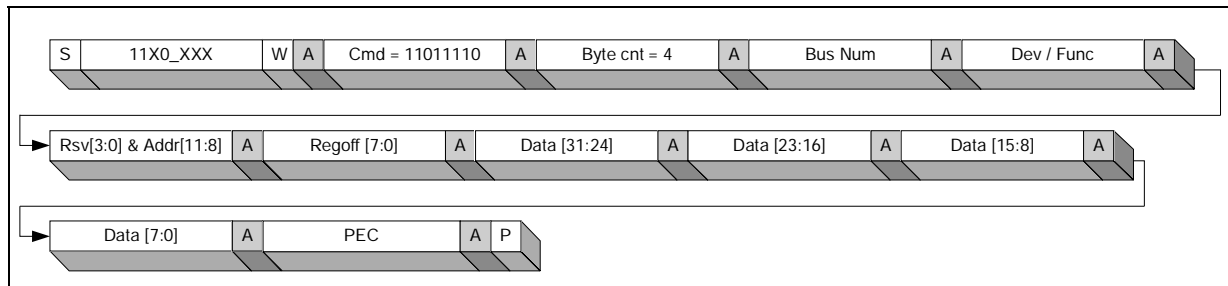 S 11X0_XXX W A Cmd = 11011110 A Byte cnt = 4 A Bus Num A Dev / Func A
Rsv[3:0] & Addr[11:8] A Regoff [7:0] A Data [31:24] A Data [23:16] A Data [15:8] A
Data [7:0] A PEC A P